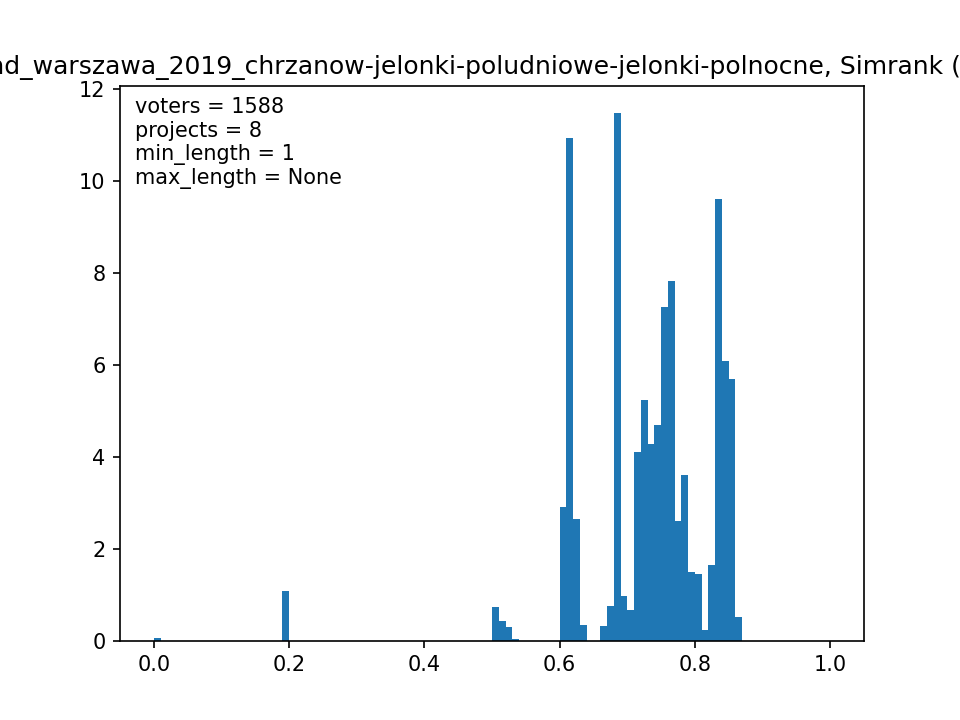 nd_warszawa_2019_chrzanow-jelonki-poludniowe-jelonki-polnocne, Simrank (
voters = 1588
projects = 8
min_length = 1
max_length = None
12
10
8
6
4
2
0
0.0 0.2 0.4 0.6 0.8 1.0